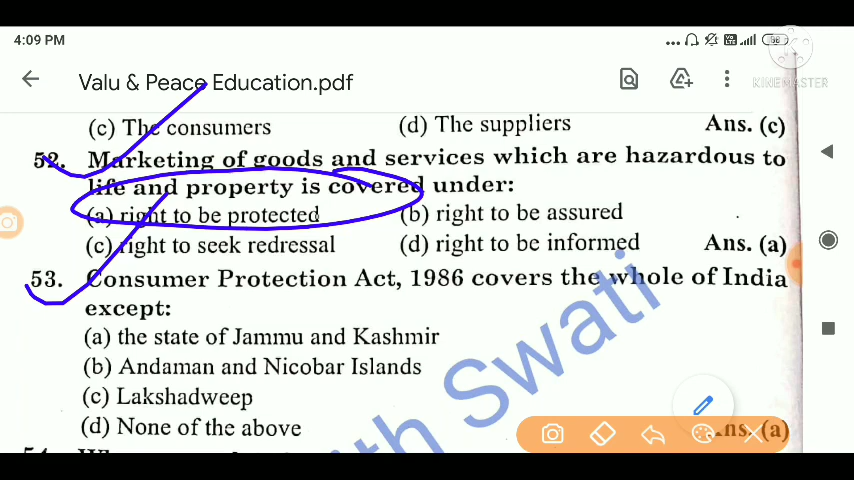 4:09 PM
68
KINEMASTER
Valu & Peace Education.pdf
(c) The consumers (d) The suppliers Ans. (c)
52. Marketing of goods and services which are hazardous to
life and property is covered under:
(a) right to be protected (b) right to be assured
(c) right to seek redressal (d) right to be informed Ans. (a)
53. Consumer Protection Act, 1986 covers the whole of India
except:
(a) the state of Jammu and Kashmir
(b) Andaman and Nicobar Islands
(c) Lakshadweep
(d) None of the above Ans. (a)
with Swati